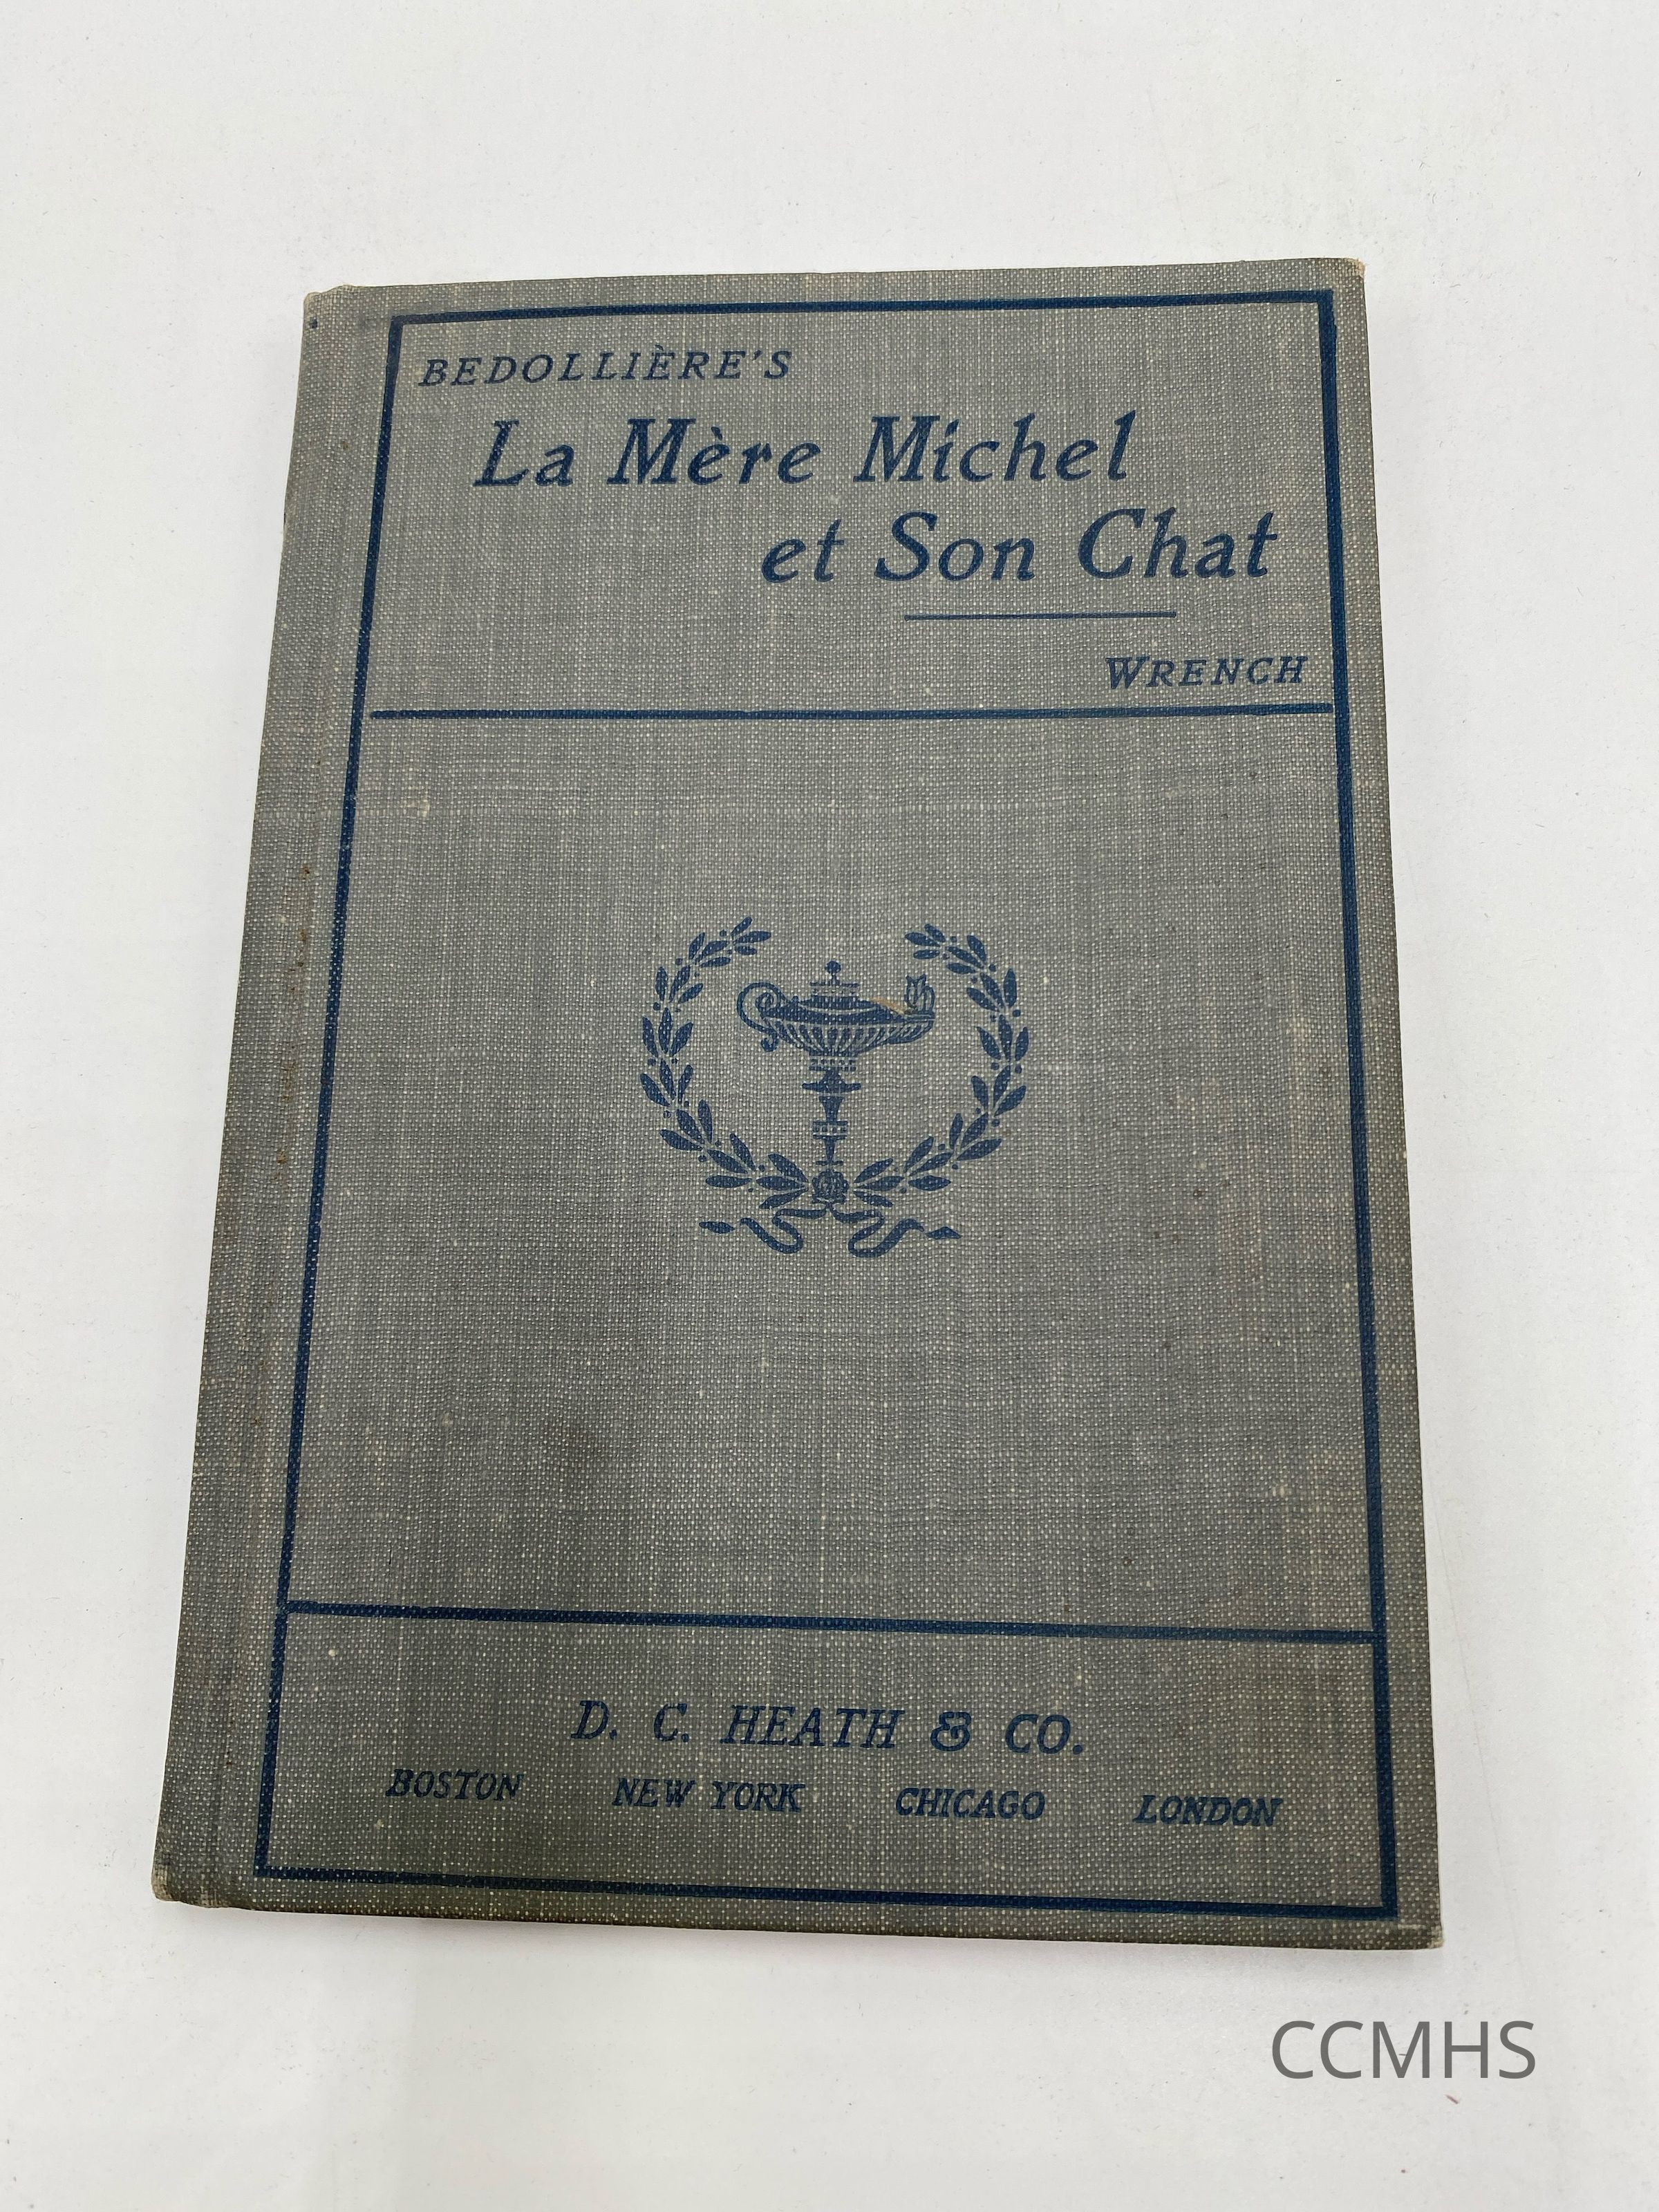 BEDOLLIÈRE'S
La Mère Michel
et Son Chat
WRENCH
D. C. HEATH & CO.
BOSTON NEW YORK CHICAGO LONDON
CCMHS